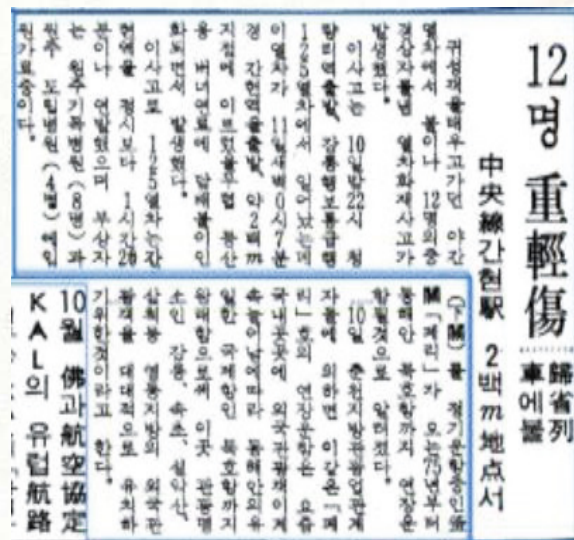 12명 重輕傷
歸省列
車에불
中央線간현駅 2백m地点서
귀성객을태우고가던 야간
열차에서 불이나 12명의중
경상자를낸 열차화재사고가
발생했다.
이사고는 10일밤22시 청
량리역출발, 강릉행보통급행
125열차에서 일어났는데
이열차가 11일새벽0시7분
경 간현역을출발, 약2백m
지점에 이르렀을무렵 등산
용 버너연료에 담배불이인
화되면서 발생했다.
이사고로 125열차는간
현역을 정시보다 1시간20
분이나 연발했으며 부상자
는 원주기독병원(8명)과
원주 도립병원(4명)에입
원가료중이다.
(下關)을 정기운항중인釜
關「페리」가 오는75년부터
동해안 묵호항까지 연장운
항될것으로 알려졌다.
10일 춘천지방관광업관계
자들에 의하면 이같은「페
리」호의 연장운항은 요즘
국내곳곳에 외국관광객이계
속늘어남에따라 동해안의유
일한 국제항인 묵호항까지
왕래함으로써 이곳 관광명
소인 강릉, 속초, 설악산,
삼척등 영동지방의 외국관
광객을 대대적으로 유치하
기위한것이라고 한다.
10월 佛과航空協定
KAL의 유럽航路